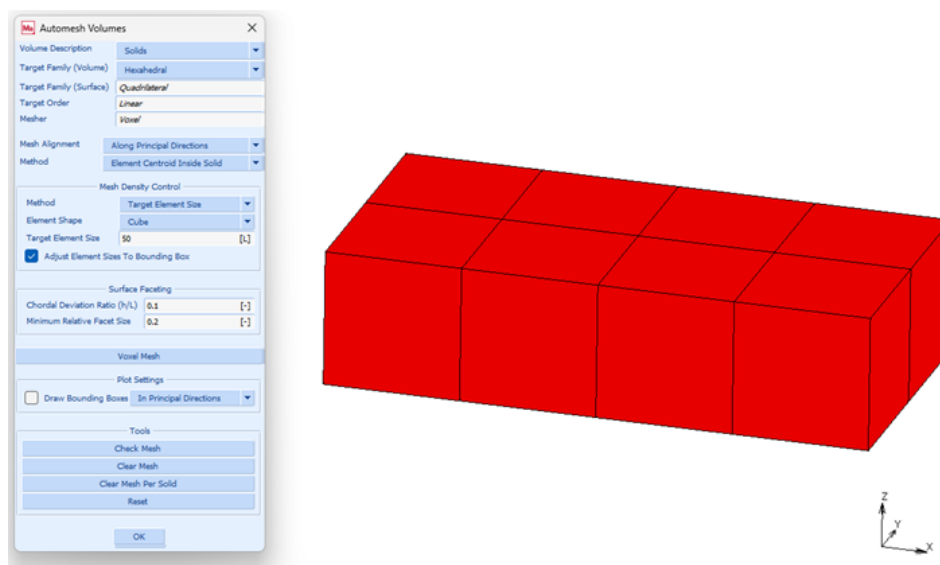 Automesh Volumes
Volume Description Solids
Target Family (Volume) Hexahedral
Target Family (Surface) Quadrilateral
Target Order Linear
Mesher Voxel
Mesh Alignment Along Principal Directions
Method Element Centroid Inside Solid
Mesh Density Control
Method Target Element Size
Element Shape Cube
Target Element Size 50 [L]
Adjust Element Sizes To Bounding Box
Surface Faceting
Chordal Deviation Ratio (h/L) 0.1 [-]
Minimum Relative Facet Size 0.2 [-]
Voxel Mesh
Plot Settings
Draw Bounding Boxes In Principal Directions
Tools
Check Mesh
Clear Mesh
Clear Mesh Per Solid
Reset
OK
Z
Y
X